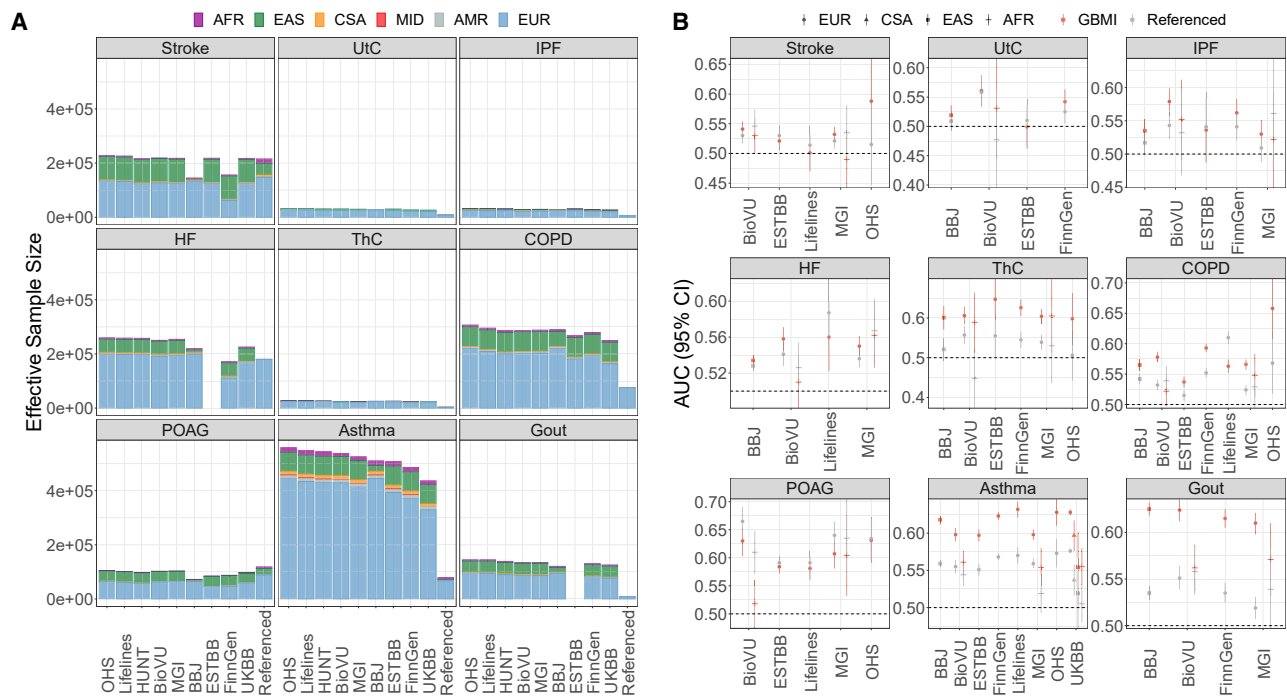 A
AFR EAS CSA MID AMR EUR
Stroke UtC IPF
4e+05
2e+05
0e+00
HF ThC COPD
4e+05
2e+05
0e+00
POAG Asthma Gout
4e+05
2e+05
0e+00
Effective Sample Size
OHS Lifelines HUNT BioVU MGI BBJ ESTBB FinnGen UKBB Referenced
OHS Lifelines HUNT BioVU MGI BBJ ESTBB FinnGen UKBB Referenced
OHS Lifelines HUNT BioVU MGI BBJ ESTBB FinnGen UKBB Referenced
B
EUR CSA EAS AFR GBMI Referenced
AUC (95% CI)
Stroke
0.65
0.60
0.55
0.50
0.45
BioVU ESTBB Lifelines MGI OHS
UtC
0.60
0.55
0.50
0.45
0.40
BBJ BioVU ESTBB FinnGen
IPF
0.60
0.55
0.50
0.45
BBJ BioVU ESTBB FinnGen MGI
HF
0.60
0.56
0.52
BBJ BioVU Lifelines MGI
ThC
0.6
0.5
0.4
BBJ BioVU ESTBB FinnGen MGI OHS
COPD
0.70
0.65
0.60
0.55
0.50
BBJ BioVU ESTBB FinnGen Lifelines MGI OHS
POAG
0.70
0.65
0.60
0.55
0.50
BioVU ESTBB Lifelines MGI OHS
Asthma
0.60
0.55
0.50
BBJ BioVU ESTBB FinnGen Lifelines MGI OHS UKBB
Gout
0.60
0.55
0.50
BBJ BioVU FinnGen MGI